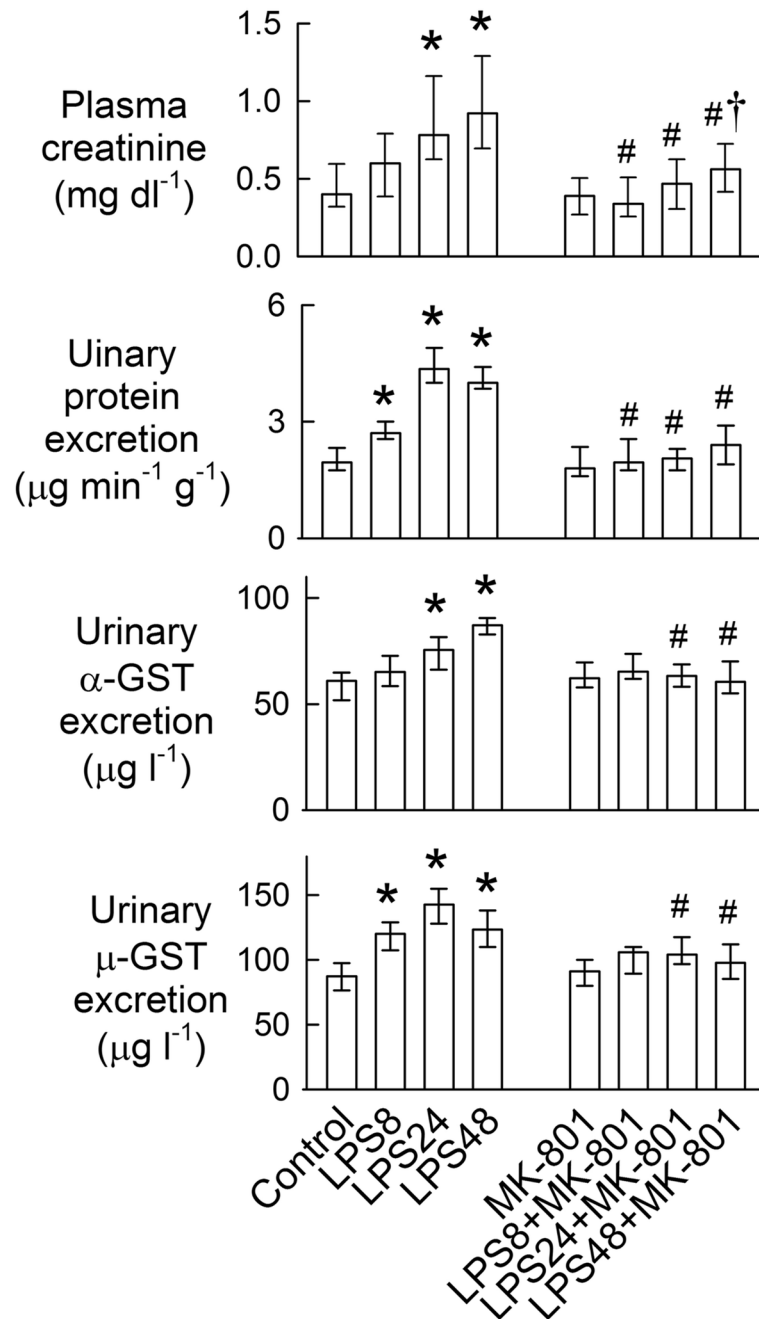 Plasma
creatinine
(mg dl⁻¹)
1.5
1.0
0.5
0.0
* *
# # #†
Uinary
protein
excretion
(μg min⁻¹ g⁻¹)
6
3
0
* * *
# # #
Urinary
α-GST
excretion
(μg l⁻¹)
100
50
0
* *
# #
Urinary
μ-GST
excretion
(μg l⁻¹)
150
100
50
0
* * *
# #
Control
LPS8
LPS24
LPS48
MK-801
LPS8+MK-801
LPS24+MK-801
LPS48+MK-801